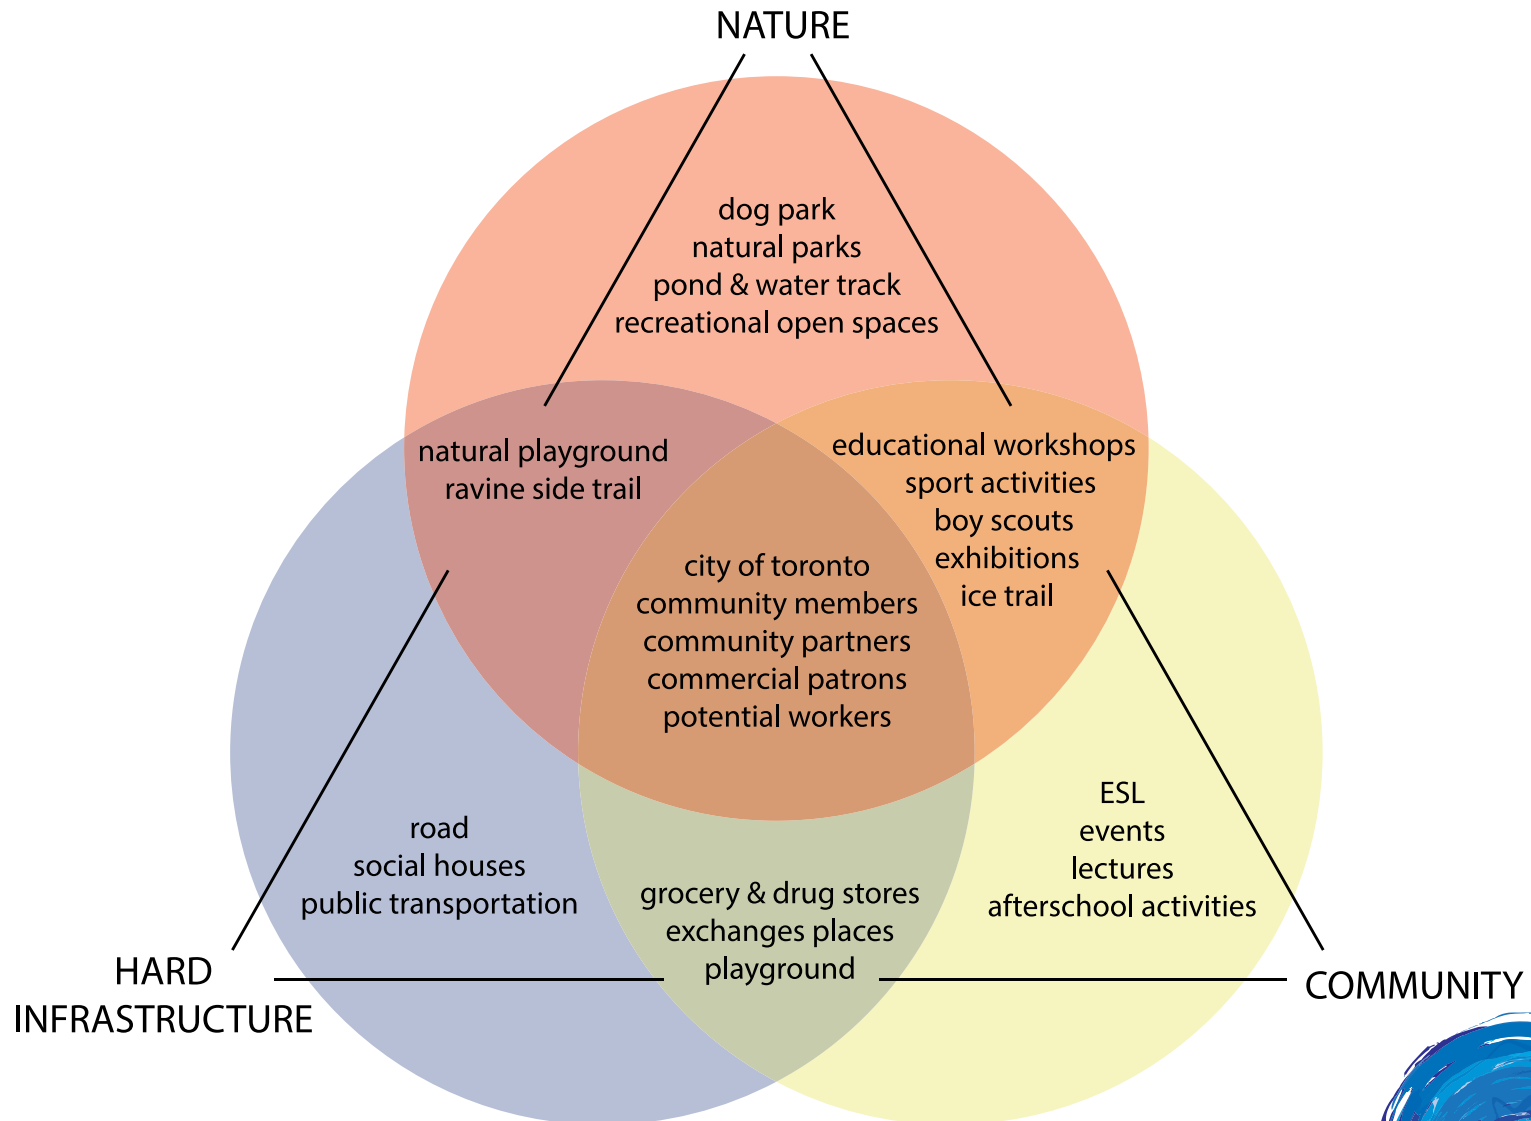 NATURE
dog park
natural parks
pond & water track
recreational open spaces
natural playground
ravine side trail
educational workshops
sport activities
boy scouts
exhibitions
ice trail
city of toronto
community members
community partners
commercial patrons
potential workers
road
social houses
public transportation
grocery & drug stores
exchanges places
playground
ESL
events
lectures
afterschool activities
HARD
INFRASTRUCTURE
COMMUNITY